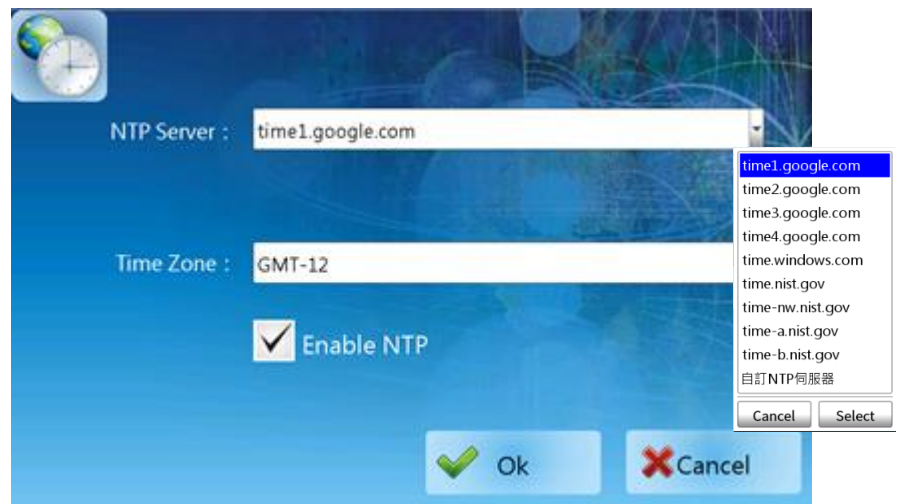 NTP Server :
time1.google.com
Time Zone :
GMT-12
Enable NTP
Ok
Cancel
time1.google.com
time2.google.com
time3.google.com
time4.google.com
time.windows.com
time.nist.gov
time-nw.nist.gov
time-a.nist.gov
time-b.nist.gov
自訂NTP伺服器
Cancel
Select